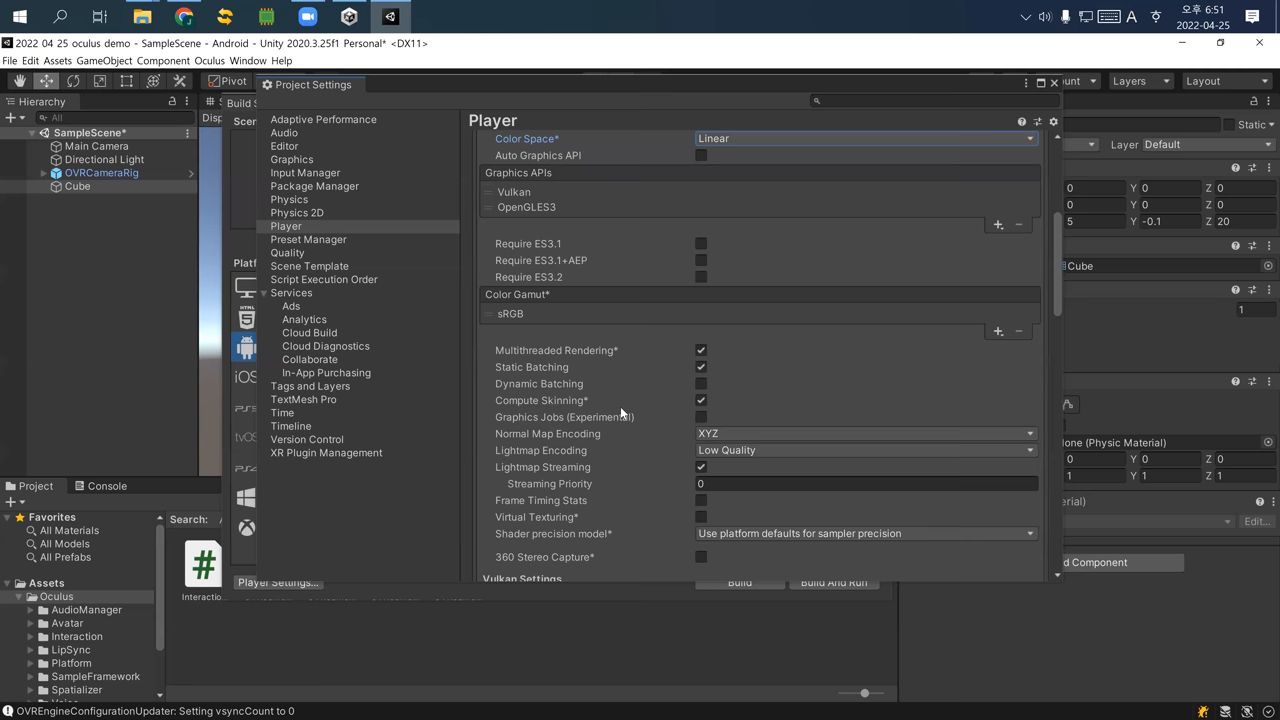 A
오후 6:51
2022-04-25
2022 04 25 oculus demo - SampleScene - Android - Unity 2020.3.25f1 Personal* <DX11>
File Edit Assets GameObject Component Oculus Window Help
Pivot
Layers
Layout
Hierarchy
All
SampleScene*
Main Camera
Directional Light
OVRCameraRig
Cube
Build S
Project Settings
Adaptive Performance
Audio
Editor
Graphics
Input Manager
Package Manager
Physics
Physics 2D
Player
Preset Manager
Quality
Scene Template
Script Execution Order
Services
Ads
Analytics
Cloud Build
Cloud Diagnostics
Collaborate
In-App Purchasing
Tags and Layers
TextMesh Pro
Time
Timeline
Version Control
XR Plugin Management
Player
Color Space* Linear
Auto Graphics API
Graphics APIs
Vulkan
OpenGLES3
Require ES3.1
Require ES3.1+AEP
Require ES3.2
Color Gamut*
sRGB
Multithreaded Rendering*
Static Batching
Dynamic Batching
Compute Skinning*
Graphics Jobs (Experimental)
Normal Map Encoding XYZ
Lightmap Encoding Low Quality
Lightmap Streaming
Streaming Priority 0
Frame Timing Stats
Virtual Texturing*
Shader precision model* Use platform defaults for sampler precision
360 Stereo Capture*
Vulkan Settings
Player Settings...
Build
Build And Run
Static
Layer Default
0 Y 0 Z 0
0 Y 0 Z 0
5 Y -0.1 Z 20
Cube
1
lone (Physic Material)
0 Y 0 Z 0
1 Y 1 Z 1
Edit...
d Component
Project
Console
Favorites
All Materials
All Models
All Prefabs
Assets
Oculus
AudioManager
Avatar
Interaction
LipSync
Platform
SampleFramework
Spatializer
Search:
Interactio...
OVREngineConfigurationUpdater: Setting vsyncCount to 0